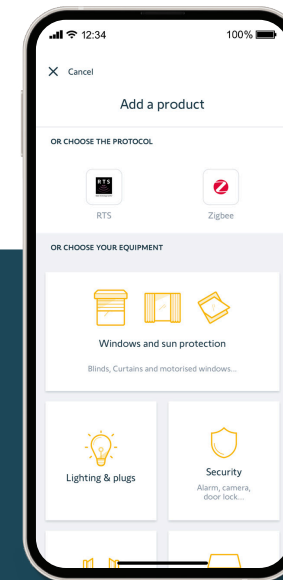 12:34
100%
Cancel
Add a product
OR CHOOSE THE PROTOCOL
RTS
RTS
Zigbee
OR CHOOSE YOUR EQUIPMENT
Windows and sun protection
Blinds, Curtains and motorised windows...
Lighting & plugs
Security
Alarm, camera,
door lock...